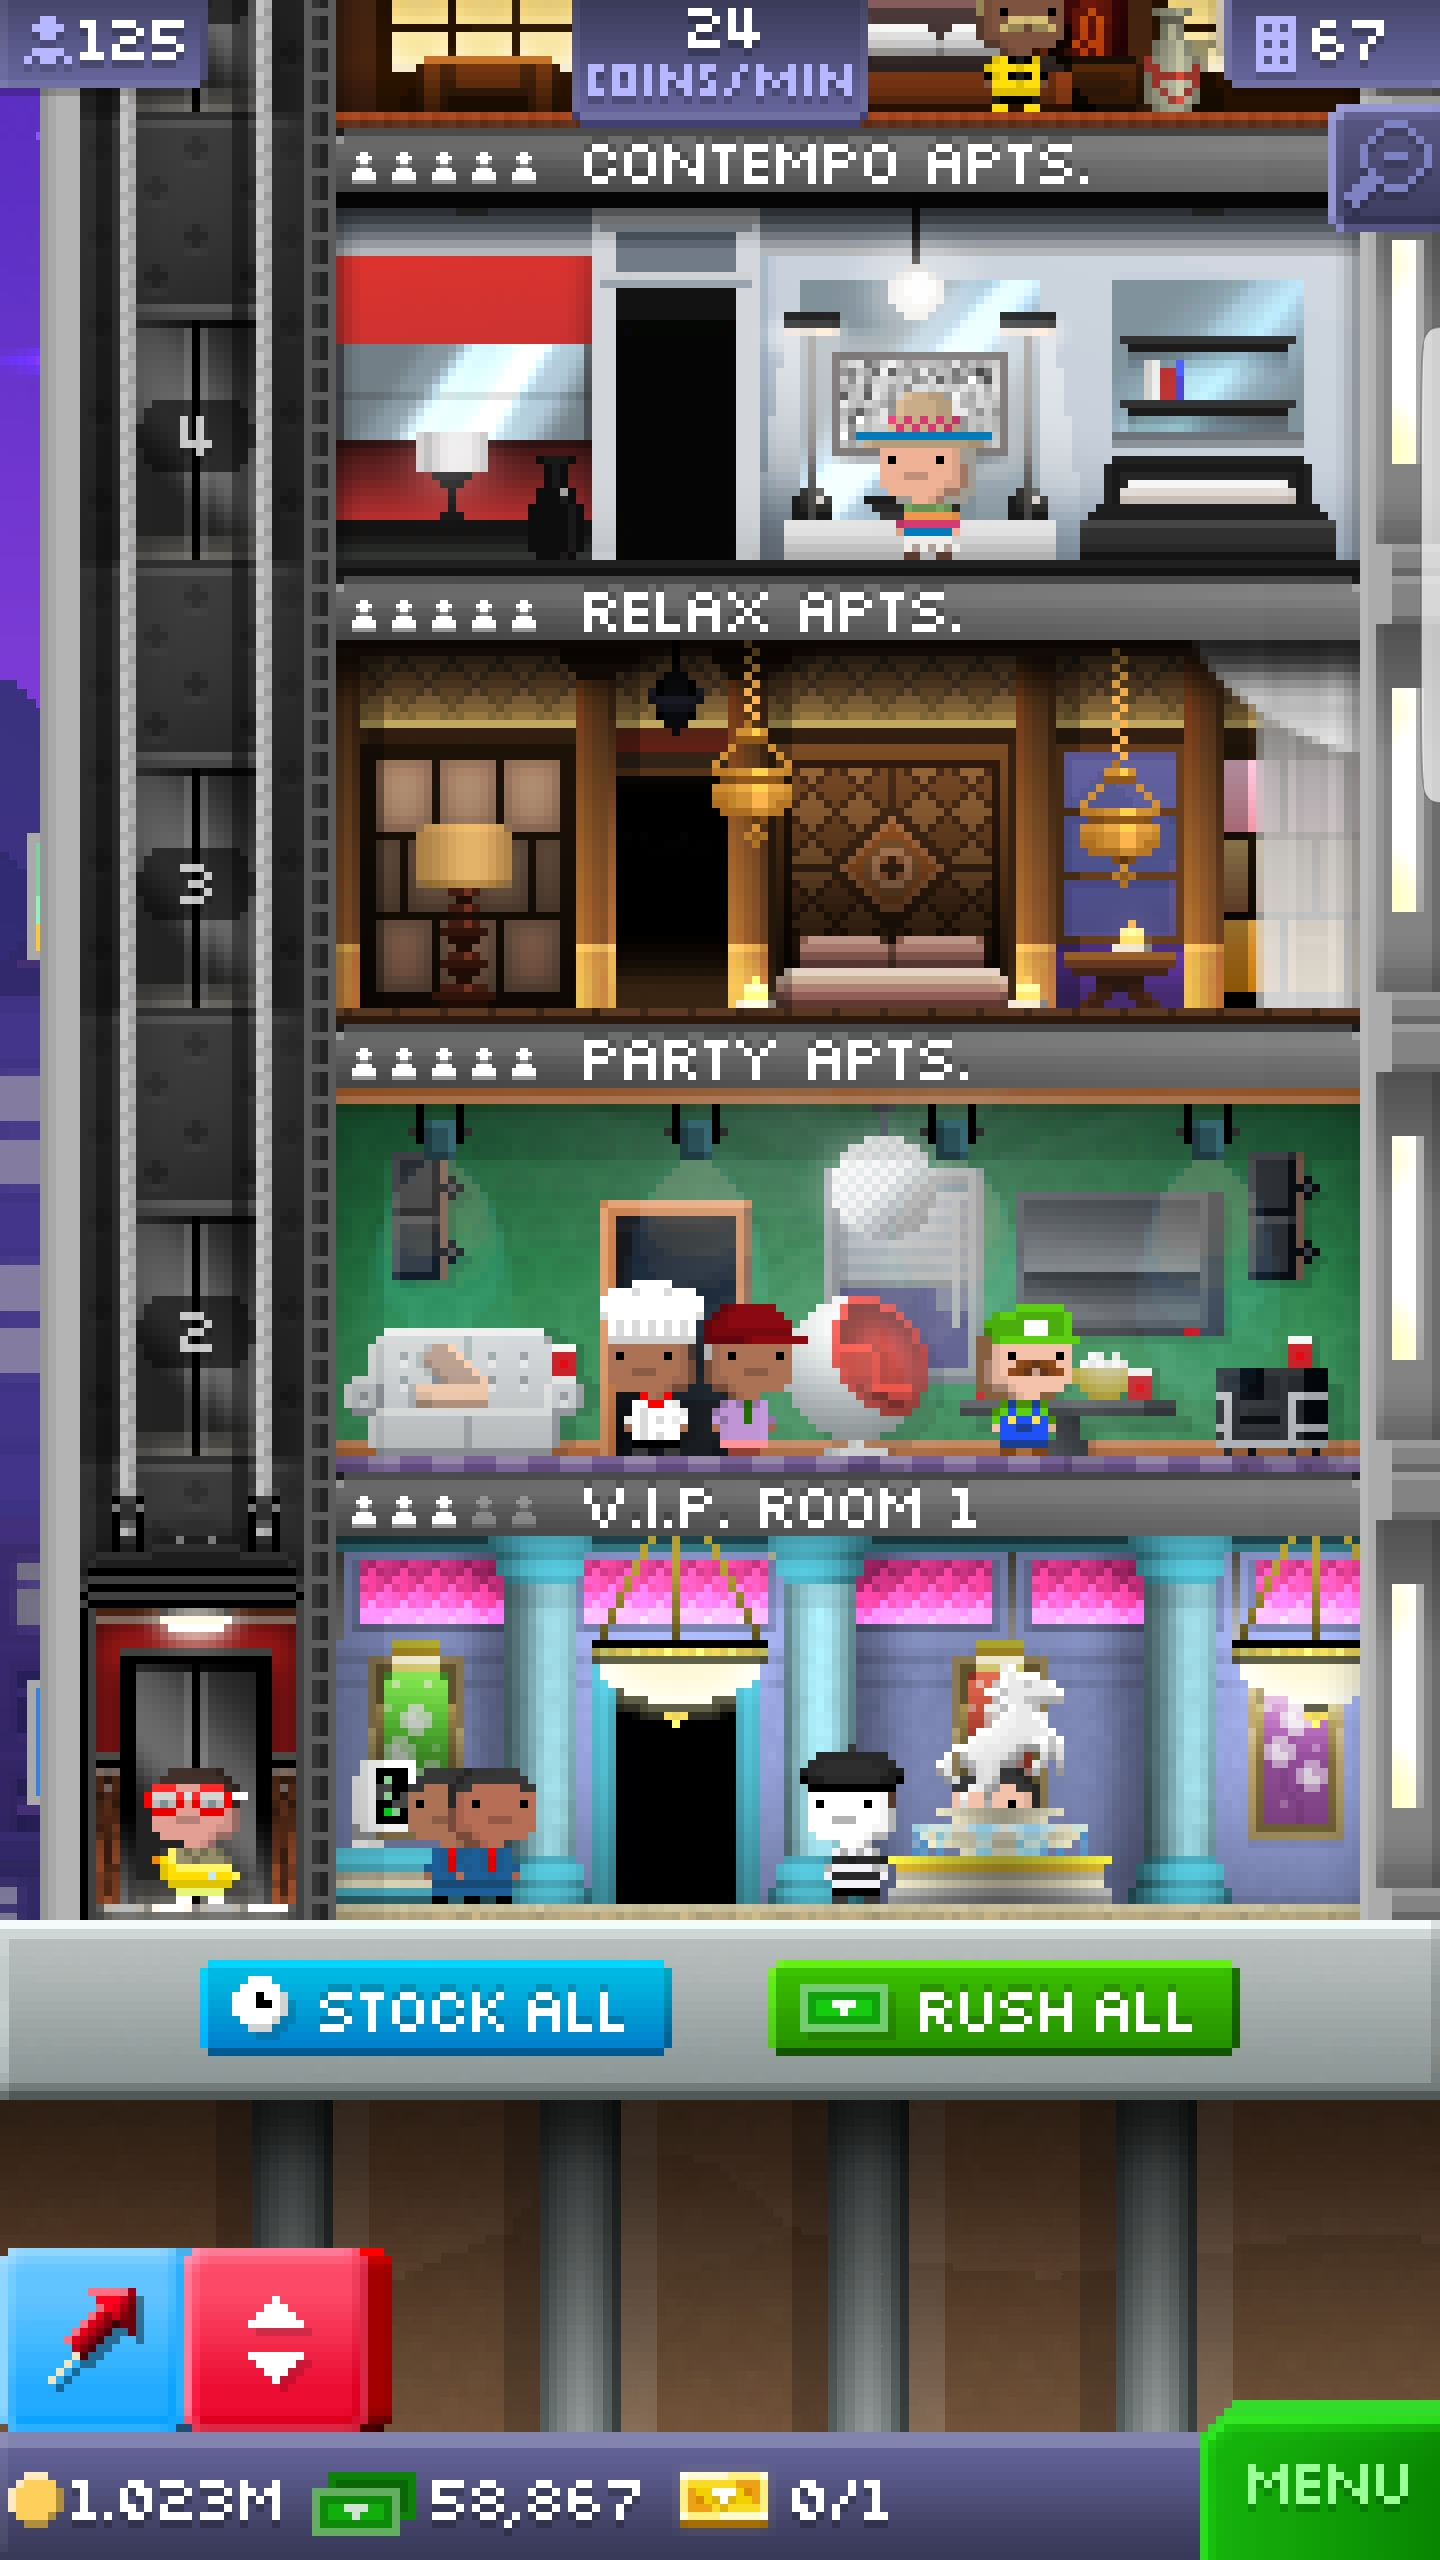 125
24
COINS/MIN
67
CONTEMPO APTS.
4
RELAX APTS.
3
PARTY APTS.
2
V.I.P. ROOM 1
STOCK ALL
RUSH ALL
1.023M
58,867
0/1
MENU